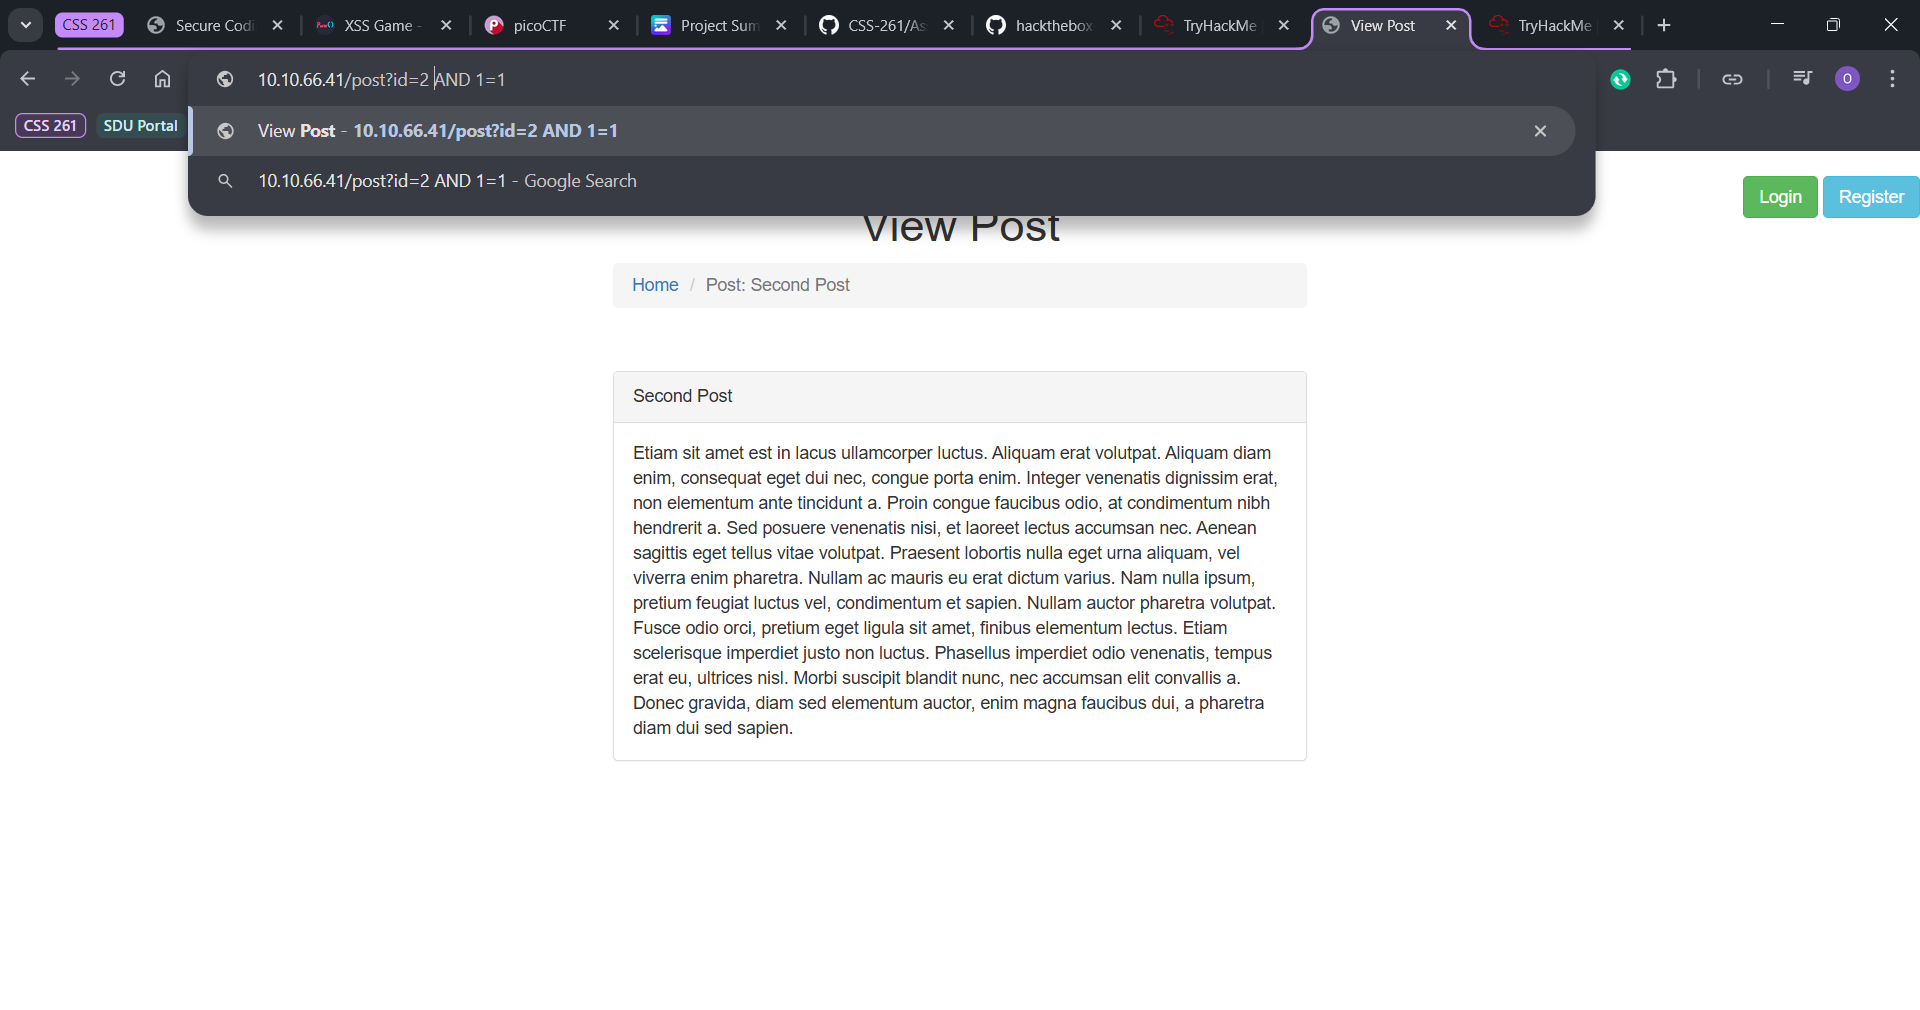 CSS 261
Secure Codi
XSS Game -
picoCTF
Project Sum
CSS-261/As
hackthebox
TryHackMe
View Post
TryHackMe
10.10.66.41/post?id=2 AND 1=1
O
CSS 261
SDU Portal
View Post - 10.10.66.41/post?id=2 AND 1=1
10.10.66.41/post?id=2 AND 1=1 - Google Search
Login
Register
View Post
Home / Post: Second Post
Second Post
Etiam sit amet est in lacus ullamcorper luctus. Aliquam erat volutpat. Aliquam diam
enim, consequat eget dui nec, congue porta enim. Integer venenatis dignissim erat,
non elementum ante tincidunt a. Proin congue faucibus odio, at condimentum nibh
hendrerit a. Sed posuere venenatis nisi, et laoreet lectus accumsan nec. Aenean
sagittis eget tellus vitae volutpat. Praesent lobortis nulla eget urna aliquam, vel
viverra enim pharetra. Nullam ac mauris eu erat dictum varius. Nam nulla ipsum,
pretium feugiat luctus vel, condimentum et sapien. Nullam auctor pharetra volutpat.
Fusce odio orci, pretium eget ligula sit amet, finibus elementum lectus. Etiam
scelerisque imperdiet justo non luctus. Phasellus imperdiet odio venenatis, tempus
erat eu, ultrices nisl. Morbi suscipit blandit nunc, nec accumsan elit convallis a.
Donec gravida, diam sed elementum auctor, enim magna faucibus dui, a pharetra
diam dui sed sapien.